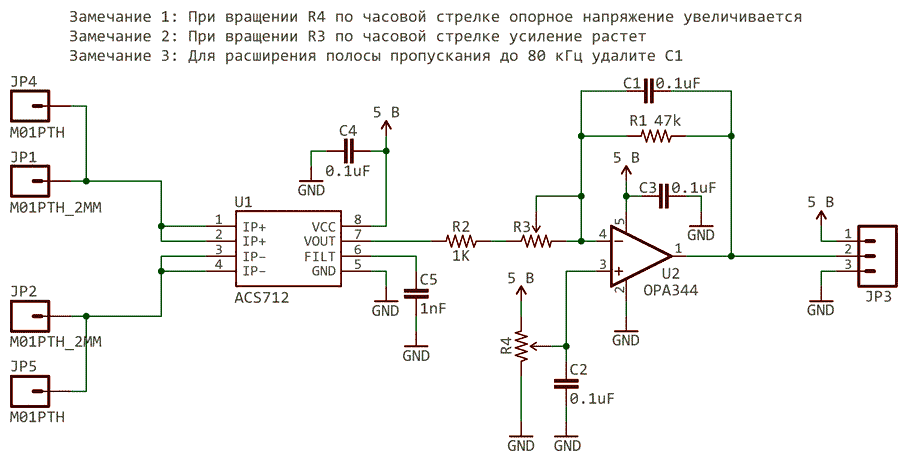 Замечание 1: При вращении R4 по часовой стрелке опорное напряжение увеличивается
Замечание 2: При вращении R3 по часовой стрелке усиление растет
Замечание 3: Для расширения полосы пропускания до 80 кГц удалите C1
JP4
M01PTH
JP1
M01PTH_2MM
JP2
M01PTH_2MM
JP5
M01PTH
U1
1 IP+
2 IP+
3 IP-
4 IP-
VCC 8
VOUT 7
FILT 6
GND 5
ACS712
5 В
C4
0.1uF
GND
GND
C5
1nF
GND
R2
1K
R3
5 В
R4
GND
C2
0.1uF
GND
C1 0.1uF
R1 47k
5 В
C3 0.1uF
GND
5
4 −
3 +
1
2
U2
OPA344
GND
5 В
1
2
3
GND
JP3